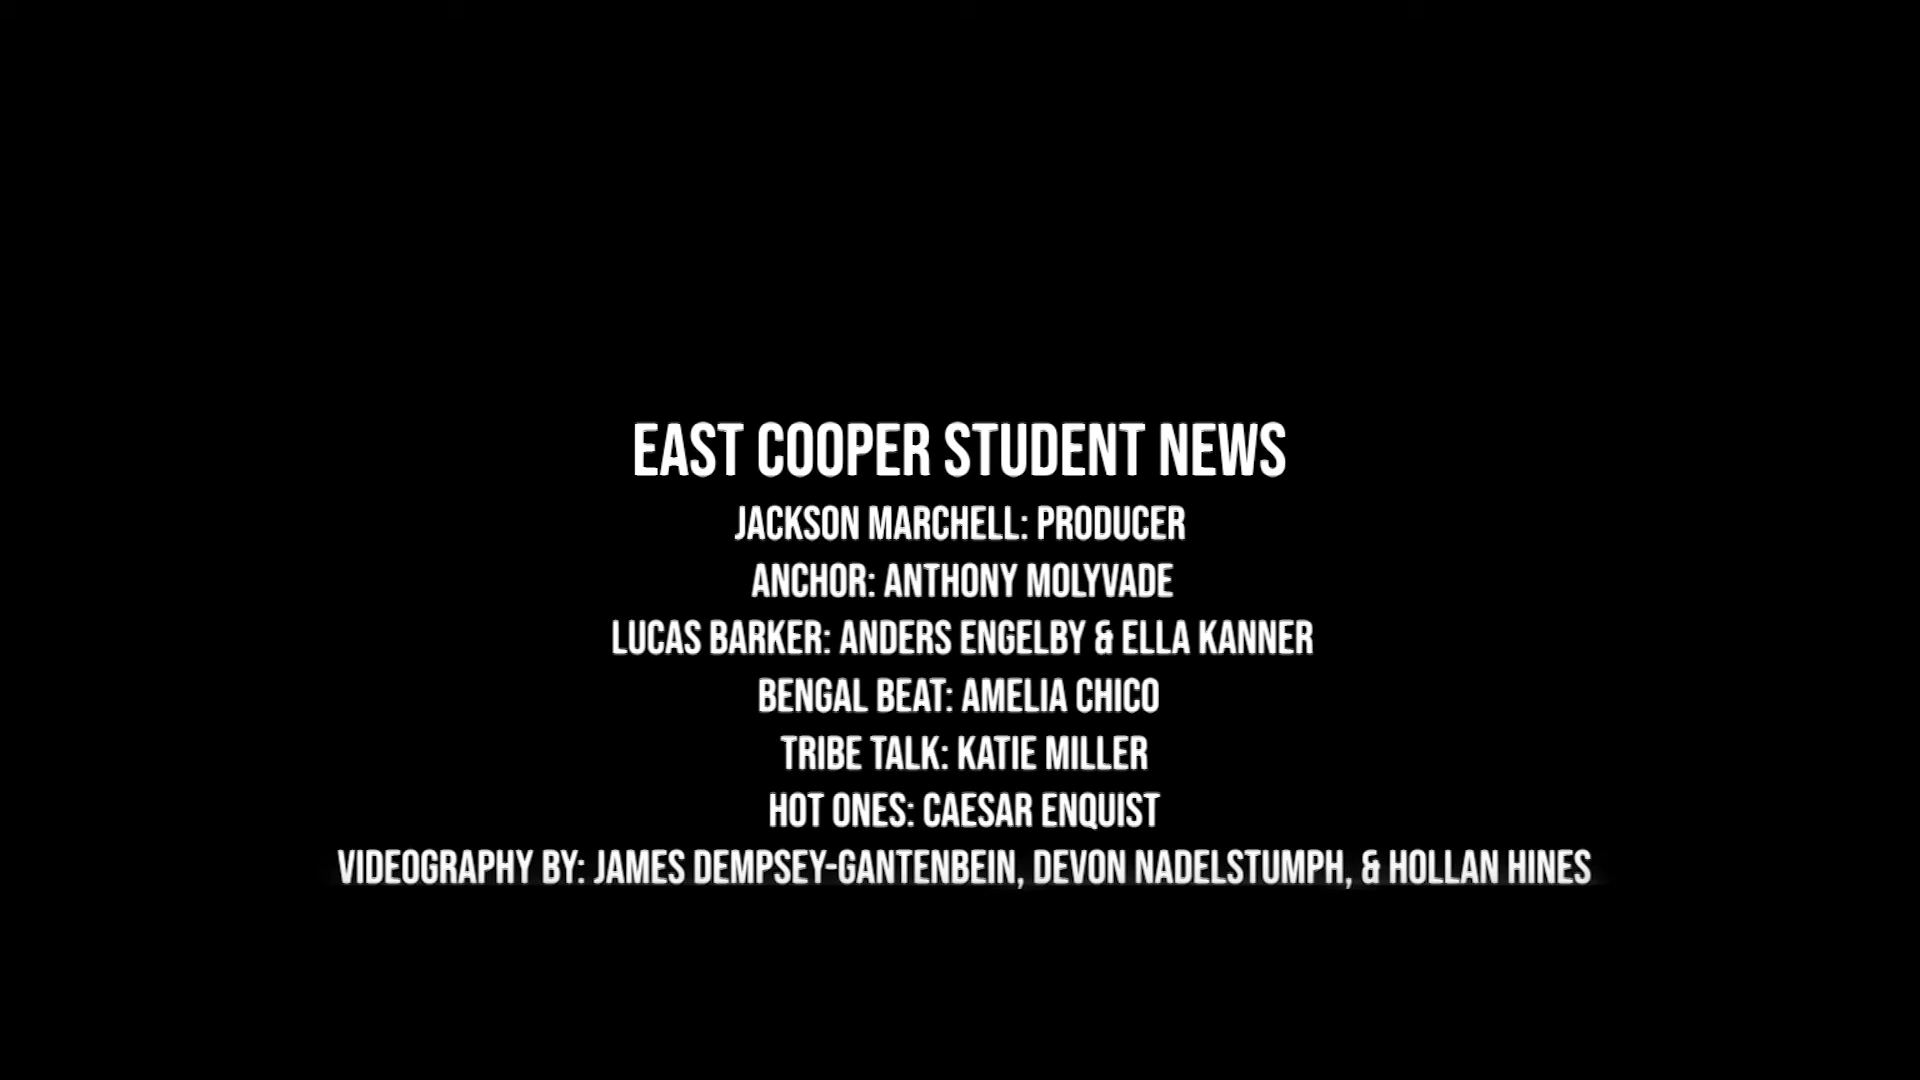 EAST COOPER STUDENT NEWS
JACKSON MARCHELL: PRODUCER
ANCHOR: ANTHONY MOLYVADE
LUCAS BARKER: ANDERS ENGELBY & ELLA KANNER
BENGAL BEAT: AMELIA CHICO
TRIBE TALK: KATIE MILLER
HOT ONES: CAESAR ENQUIST
VIDEOGRAPHY BY: JAMES DEMPSEY-GANTENBEIN, DEVON NADELSTUMPH, & HOLLAN HINES